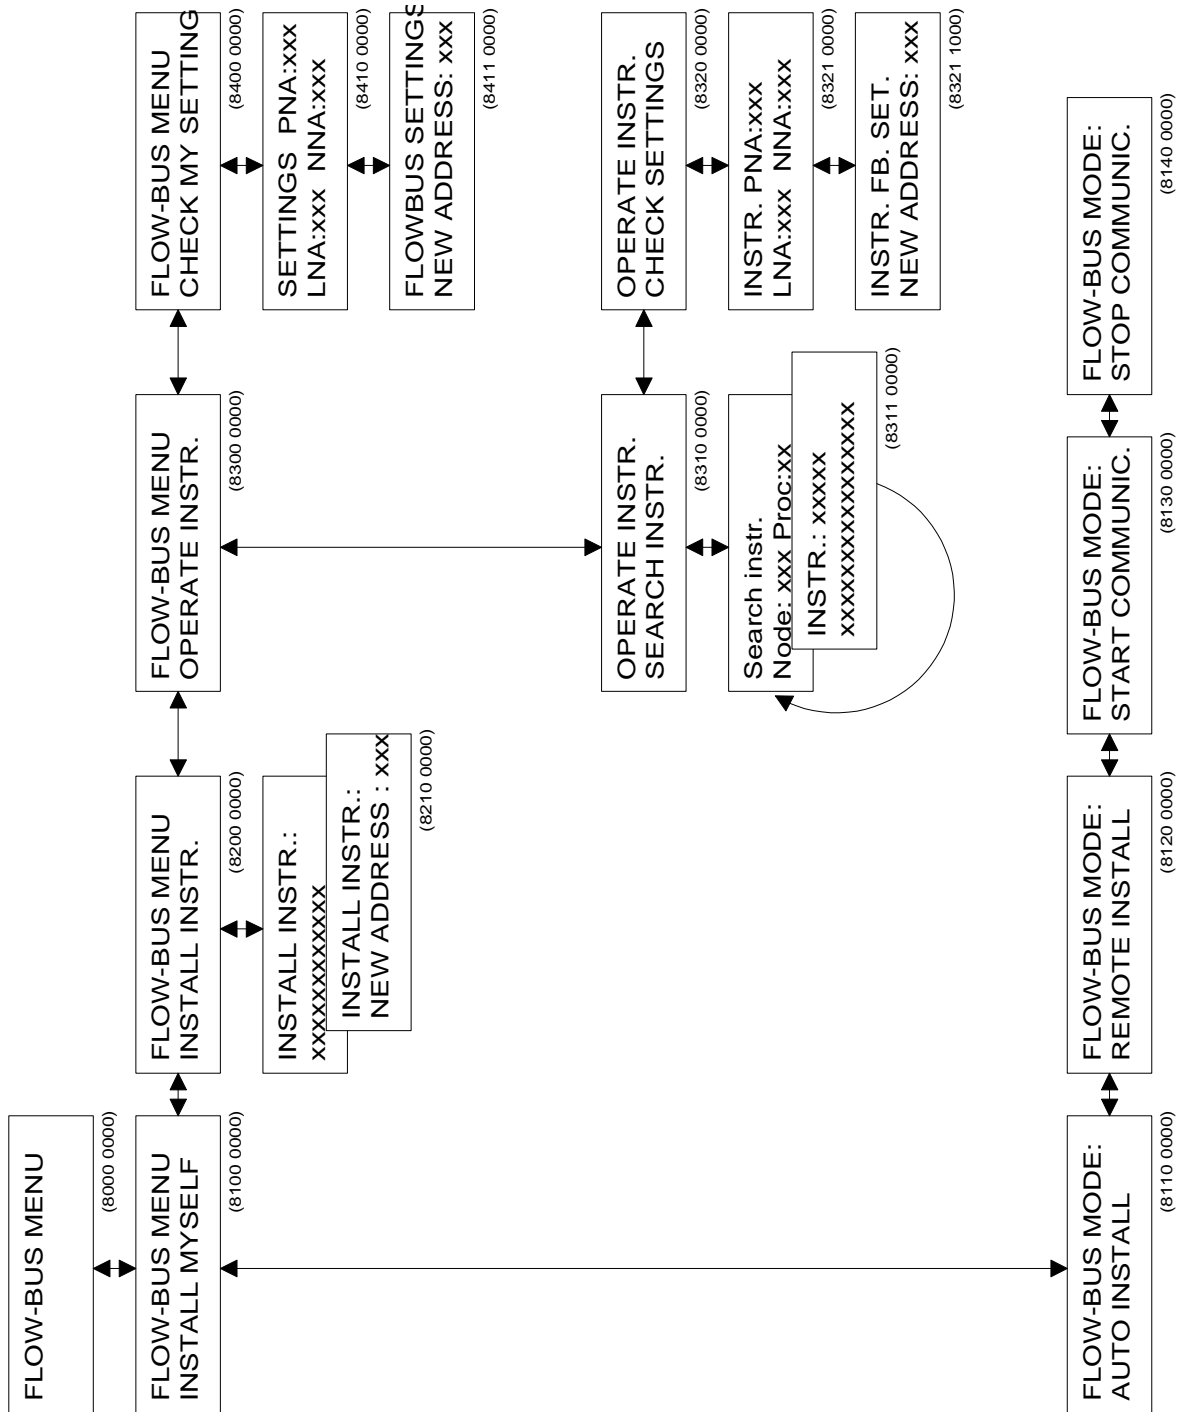 FLOW-BUS MENU
(8000 0000)
FLOW-BUS MENU
INSTALL MYSELF
(8100 0000)
FLOW-BUS MENU
INSTALL INSTR.
(8200 0000)
FLOW-BUS MENU
OPERATE INSTR.
(8300 0000)
FLOW-BUS MENU
CHECK MY SETTING
(8400 0000)
INSTALL INSTR.:
xxxxxxxxxxxx
INSTALL INSTR.:
NEW ADDRESS : xxx
(8210 0000)
SETTINGS PNA:xxx
LNA:xxx NNA:xxx
(8410 0000)
FLOWBUS SETTINGS
NEW ADDRESS: xxx
(8411 0000)
OPERATE INSTR.
SEARCH INSTR.
(8310 0000)
OPERATE INSTR.
CHECK SETTINGS
(8320 0000)
Search instr.
Node: xxx Proc:xx
INSTR.: xxxxx
xxxxxxxxxxxxxxxx
(8311 0000)
INSTR. PNA:xxx
LNA:xxx NNA:xxx
(8321 0000)
INSTR. FB. SET.
NEW ADDRESS: xxx
(8321 1000)
FLOW-BUS MODE:
AUTO INSTALL
(8110 0000)
FLOW-BUS MODE:
REMOTE INSTALL
(8120 0000)
FLOW-BUS MODE:
START COMMUNIC.
(8130 0000)
FLOW-BUS MODE:
STOP COMMUNIC.
(8140 0000)